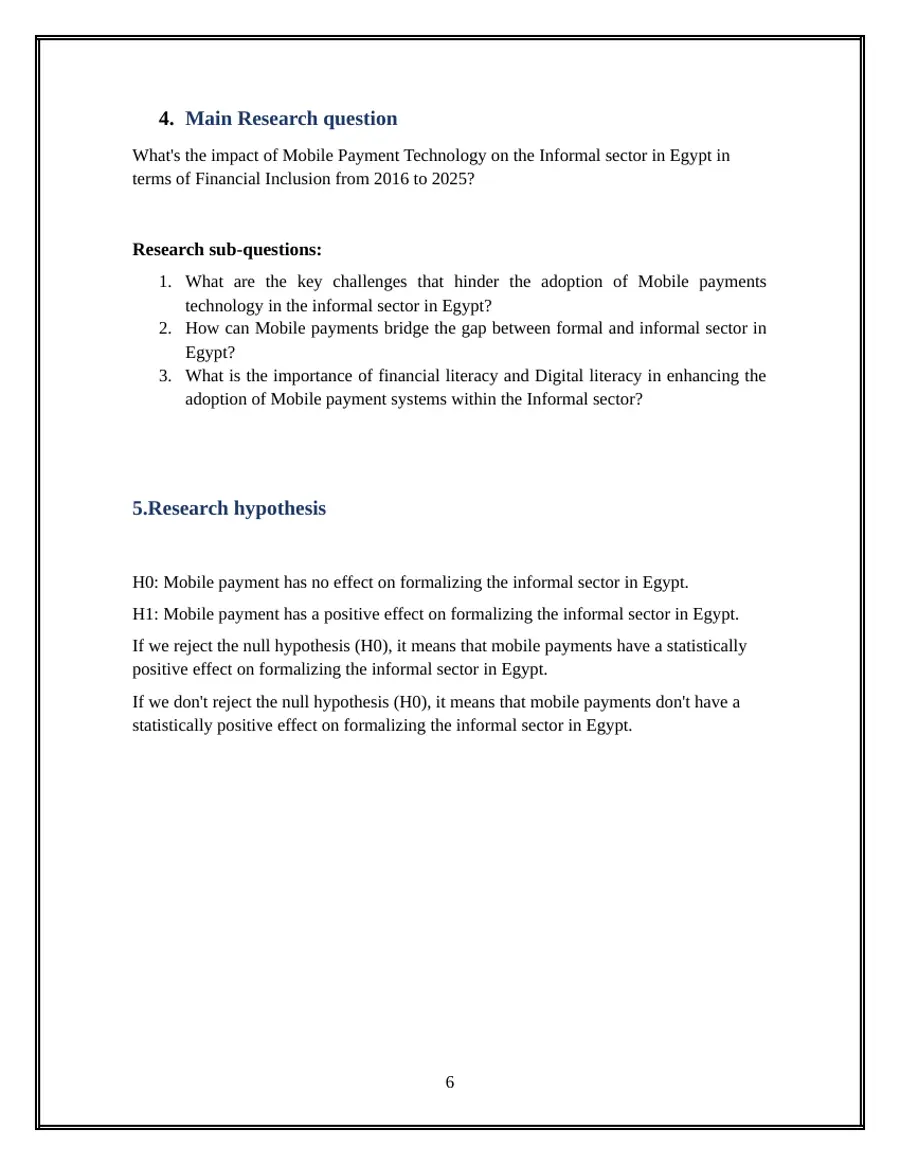 4. Main Research question
What's the impact of Mobile Payment Technology on the Informal sector in Egypt in
terms of Financial Inclusion from 2016 to 2025?
Research sub-questions:
1. What are the key challenges that hinder the adoption of Mobile payments
technology in the informal sector in Egypt?
2. How can Mobile payments bridge the gap between formal and informal sector in
Egypt?
3. What is the importance of financial literacy and Digital literacy in enhancing the
adoption of Mobile payment systems within the Informal sector?
5.Research hypothesis
H0: Mobile payment has no effect on formalizing the informal sector in Egypt.
H1: Mobile payment has a positive effect on formalizing the informal sector in Egypt.
If we reject the null hypothesis (H0), it means that mobile payments have a statistically
positive effect on formalizing the informal sector in Egypt.
If we don't reject the null hypothesis (H0), it means that mobile payments don't have a
statistically positive effect on formalizing the informal sector in Egypt.
6